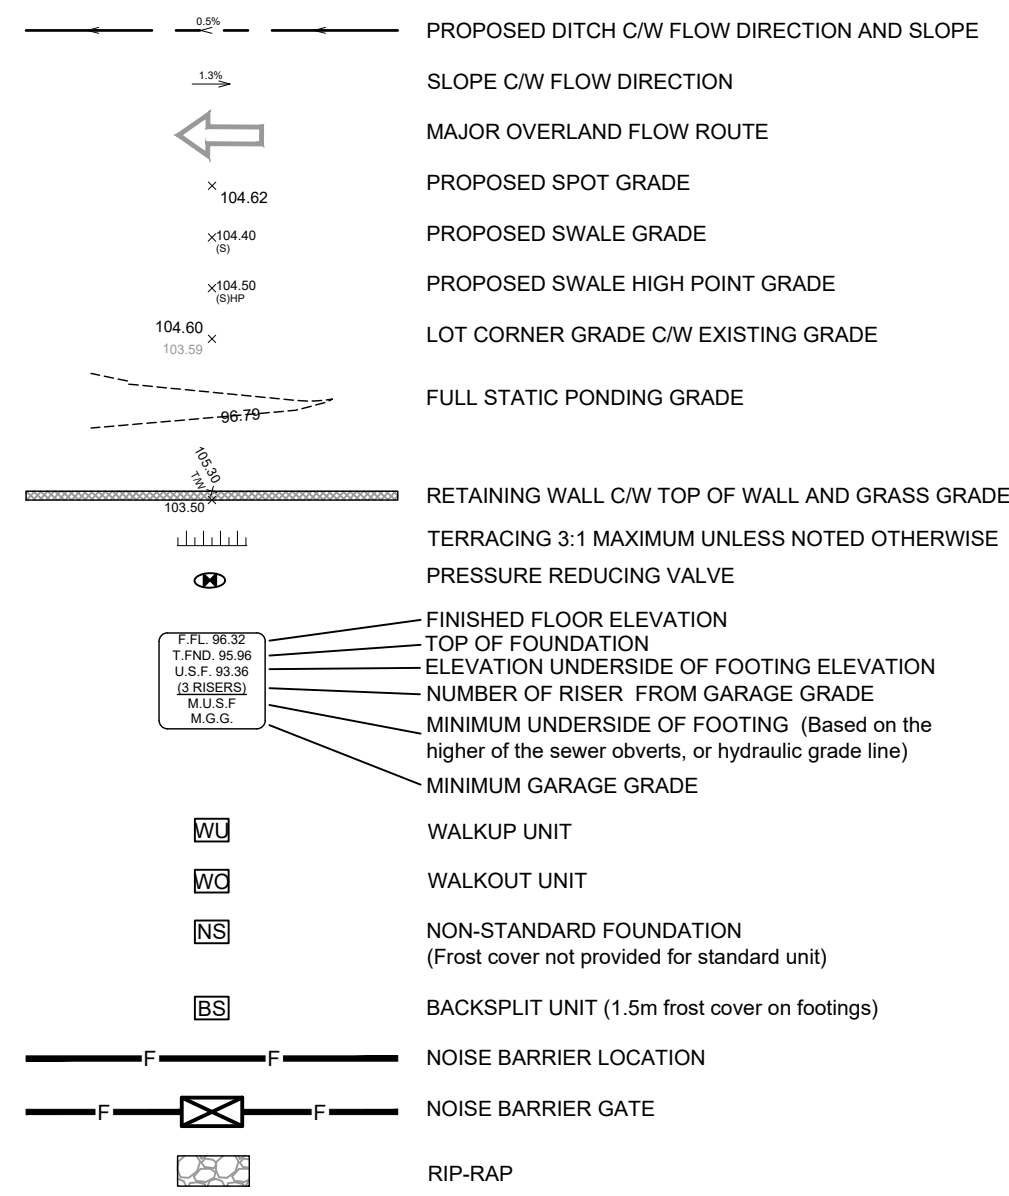 0.5%
PROPOSED DITCH C/W FLOW DIRECTION AND SLOPE
1.3%
SLOPE C/W FLOW DIRECTION
MAJOR OVERLAND FLOW ROUTE
104.62
PROPOSED SPOT GRADE
104.40
(S)
PROPOSED SWALE GRADE
104.50
(S)HP
PROPOSED SWALE HIGH POINT GRADE
104.60
103.59
LOT CORNER GRADE C/W EXISTING GRADE
96.79
FULL STATIC PONDING GRADE
105.30
T/W
103.50
RETAINING WALL C/W TOP OF WALL AND GRASS GRADE
TERRACING 3:1 MAXIMUM UNLESS NOTED OTHERWISE
PRESSURE REDUCING VALVE
F.FL. 96.32
T.FND. 95.96
U.S.F. 93.36
(3 RISERS)
M.U.S.F
M.G.G.
FINISHED FLOOR ELEVATION
TOP OF FOUNDATION
ELEVATION UNDERSIDE OF FOOTING ELEVATION
NUMBER OF RISER FROM GARAGE GRADE
MINIMUM UNDERSIDE OF FOOTING (Based on the
higher of the sewer obverts, or hydraulic grade line)
MINIMUM GARAGE GRADE
WU
WALKUP UNIT
WO
WALKOUT UNIT
NS
NON-STANDARD FOUNDATION
(Frost cover not provided for standard unit)
BS
BACKSPLIT UNIT (1.5m frost cover on footings)
F F
NOISE BARRIER LOCATION
F F
NOISE BARRIER GATE
RIP-RAP